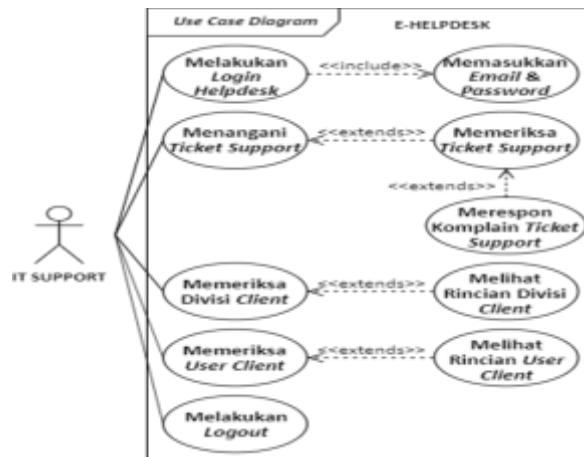 Use Case Diagram
E-HELPDESK
Melakukan
Login
Helpdesk
<<include>>
Memasukkan
Email &
Password
Menangani
Ticket Support
<<extends>>
Memeriksa
Ticket Support
<<extends>>
Merespon
Komplain Ticket
Support
IT SUPPORT
Memeriksa
Divisi Client
<<extends>>
Melihat
Rincian Divisi
Client
Memeriksa
User Client
<<extends>>
Melihat
Rincian User
Client
Melakukan
Logout